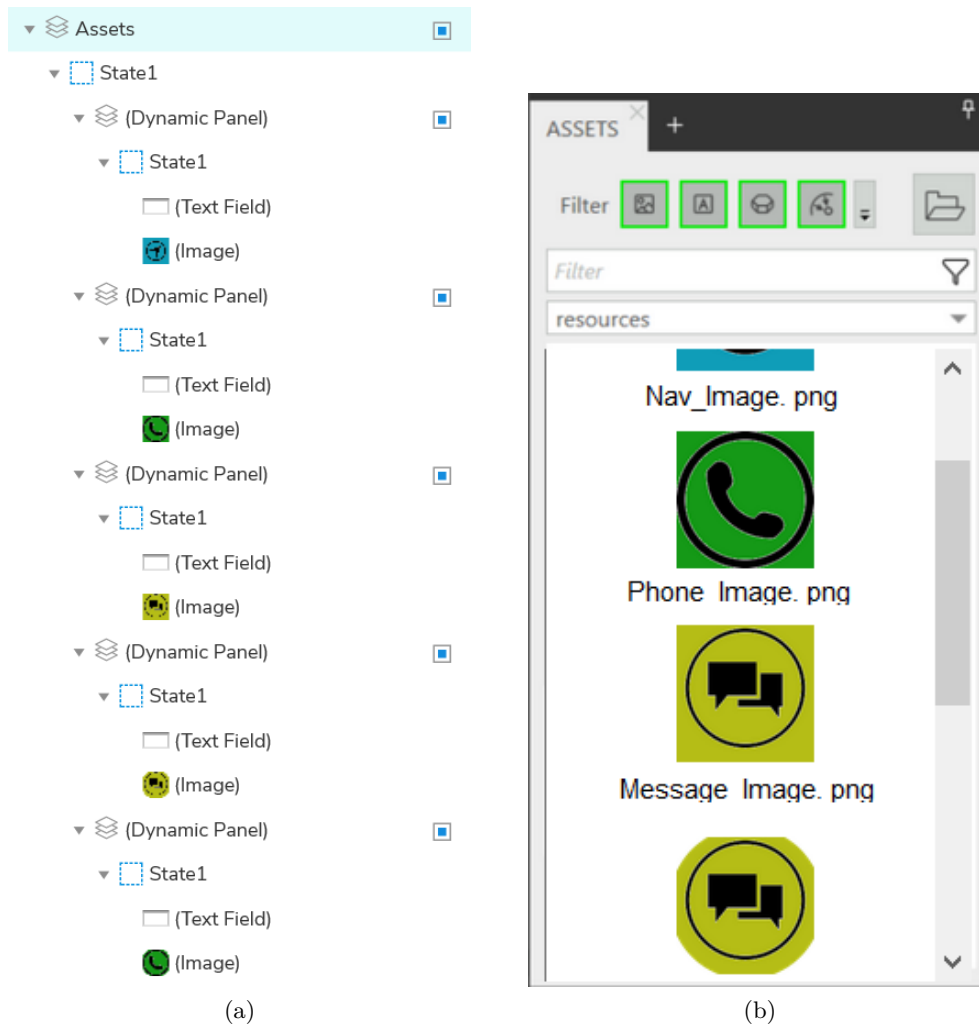 Assets
State1
(Dynamic Panel)
State1
(Text Field)
(Image)
(Dynamic Panel)
State1
(Text Field)
(Image)
(Dynamic Panel)
State1
(Text Field)
(Image)
(Dynamic Panel)
State1
(Text Field)
(Image)
(Dynamic Panel)
State1
(Text Field)
(Image)
(a)
ASSETS
Filter
A
Filter
resources
Nav_Image. png
Phone_Image. png
Message_Image. png
(b)